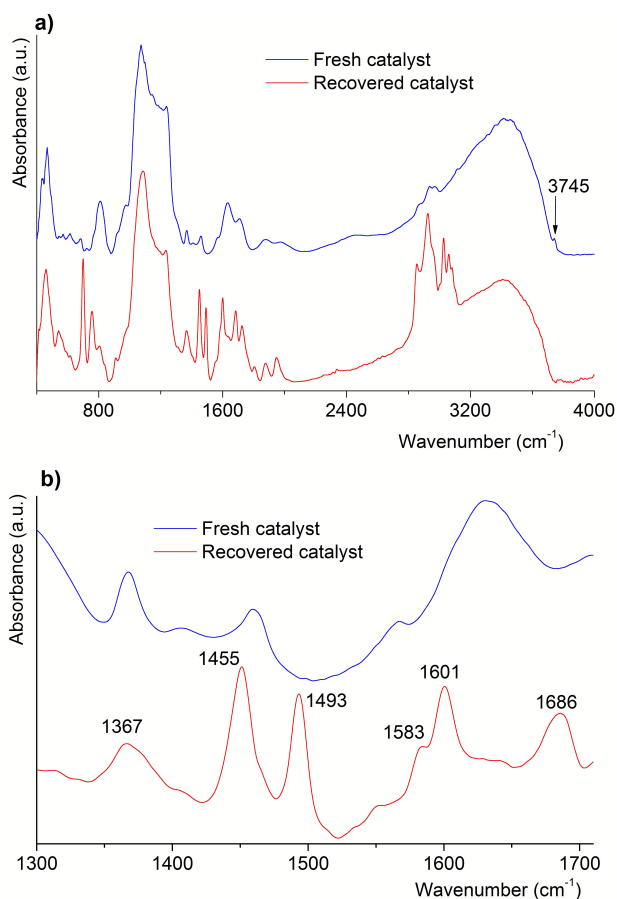 a)
Absorbance (a.u.)
Fresh catalyst
Recovered catalyst
3745
800 1600 2400 3200 4000
Wavenumber (cm⁻¹)
b)
Absorbance (a.u.)
Fresh catalyst
Recovered catalyst
1455
1601
1493
1686
1367
1583
1300 1400 1500 1600 1700
Wavenumber (cm⁻¹)